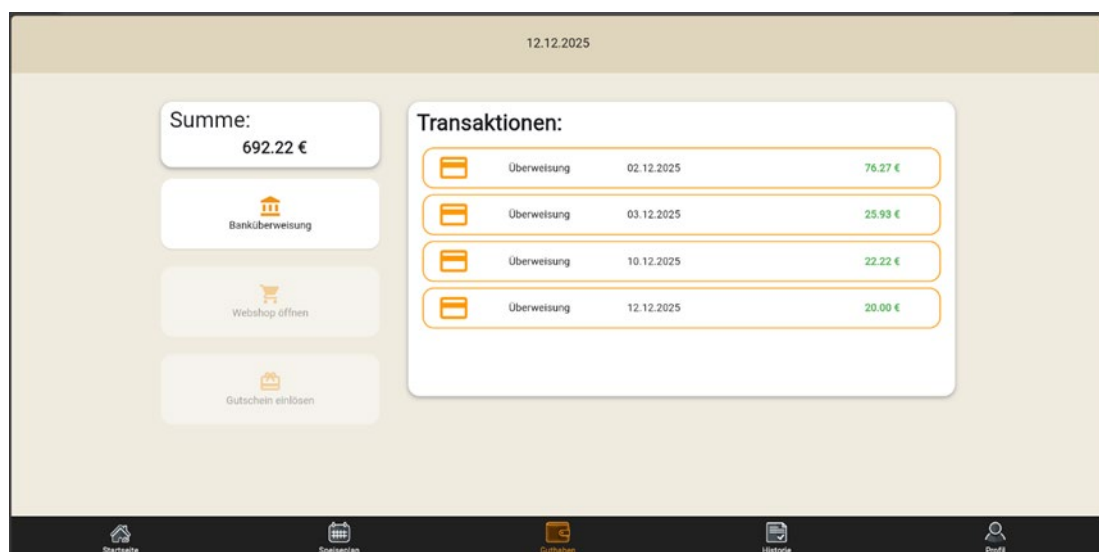 12.12.2025
Summe:
692.22 €
Banküberweisung
Webshop öffnen
Gutschein einlösen
Transaktionen:
Überweisung 02.12.2025 76.27 €
Überweisung 03.12.2025 25.93 €
Überweisung 10.12.2025 22.22 €
Überweisung 12.12.2025 20.00 €
Startseite Speiseplan Guthaben Historie Profil